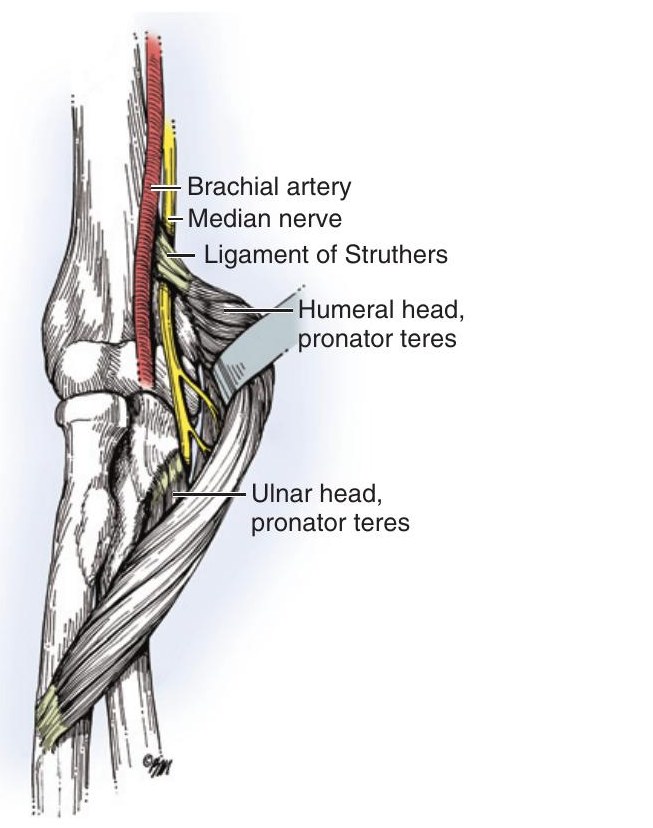 Brachial artery
Median nerve
Ligament of Struthers
Humeral head,
pronator teres
Ulnar head,
pronator teres